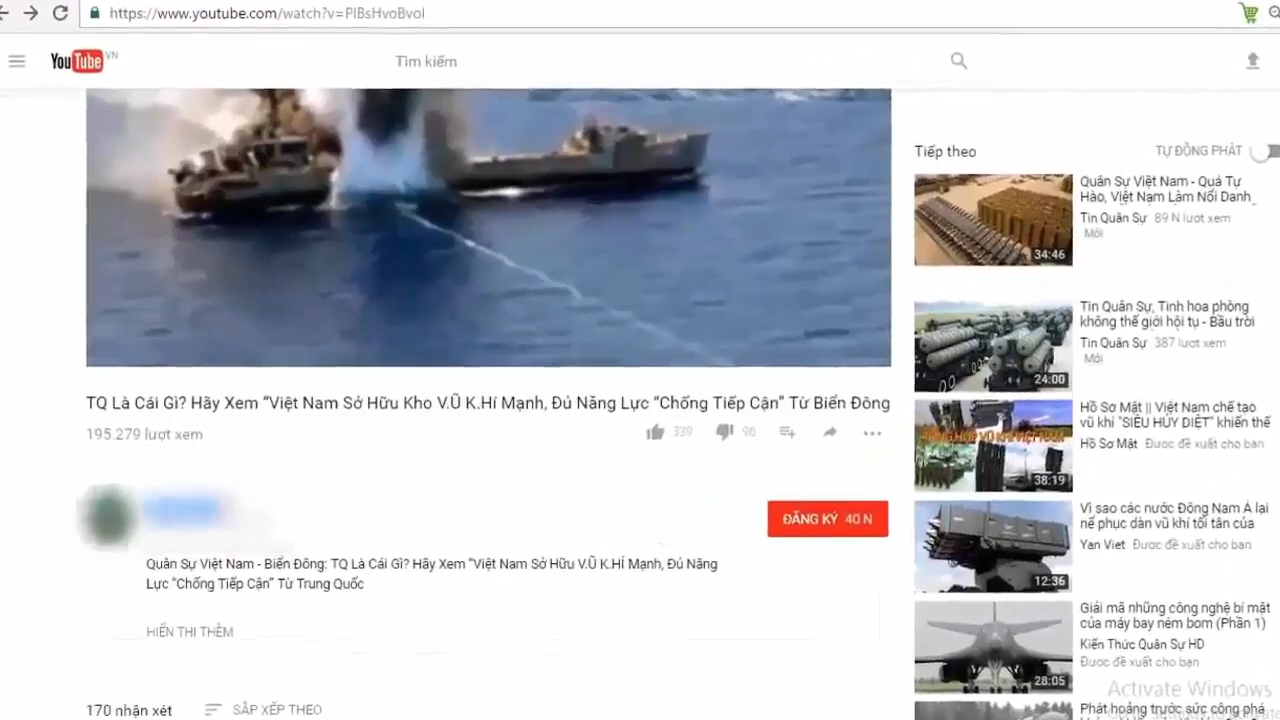 https://www.youtube.com/watch?v=PlBsHvoBvoI
YouTube VN
Tìm kiếm
TQ Là Cái Gì? Hãy Xem “Việt Nam Sở Hữu Kho V.Ũ K.Hí Mạnh, Đủ Năng Lực “Chống Tiếp Cận” Từ Biển Đông
195.279 lượt xem
339
96
ĐĂNG KÝ 40 N
Quân Sự Việt Nam - Biển Đông: TQ Là Cái Gì? Hãy Xem “Việt Nam Sở Hữu V.Ũ K.HÍ Mạnh, Đủ Năng
Lực “Chống Tiếp Cận” Từ Trung Quốc
HIỂN THỊ THÊM
170 nhận xét
SẮP XẾP THEO
Tiếp theo
TỰ ĐỘNG PHÁT
Quân Sự Việt Nam - Quá Tự
Hào, Việt Nam Làm Nổi Danh
Tin Quân Sự 89 N lượt xem
Mới
34:46
Tin Quân Sự, Tinh hoa phòng
không thế giới hội tụ - Bầu trời
Tin Quân Sự 387 lượt xem
Mới
24:00
Hồ Sơ Mật || Việt Nam chế tạo
vũ khí "SIÊU HỦY DIỆT" khiến thế
Hồ Sơ Mật Được đề xuất cho bạn
38:19
Vì sao các nước Đông Nam Á lại
nể phục dàn vũ khí tối tân của
Yan Viet Được đề xuất cho bạn
12:36
Giải mã những công nghệ bí mật
của máy bay ném bom (Phần 1)
Kiến Thức Quân Sự HD
Được đề xuất cho bạn
28:05
Activate Windows
Phát hoảng trước sức công phá